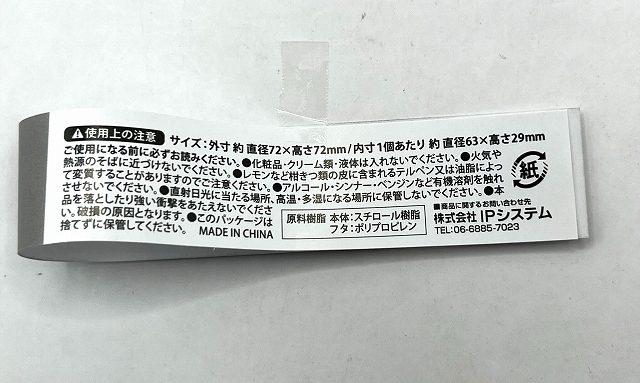 使用上の注意 サイズ:外寸 約 直径72×高さ72mm/内寸 1個あたり 約 直径63×高さ29mm
ご使用になる前に必ずお読みください。●化粧品・クリーム類・液体は入れないでください。●火気や
熱源のそばに近づけないでください。●レモンなど柑きつ類の皮に含まれるテルペン又は油脂によっ
て変質することがありますのでご注意ください。●アルコール・シンナー・ベンジンなど有機溶剤を触れ
させないでください。●直射日光に当たる場所、高温・多湿になる場所に保管しないでください。●本
品を落としたり強い衝撃をあたえないでくださ
い。破損の原因となります。●このパッケージは
捨てずに保管してください。 MADE IN CHINA
原料樹脂 本体:スチロール樹脂
フタ:ポリプロピレン
紙
■商品に関するお問い合わせ先
株式会社 IPシステム
TEL:06-6885-7023